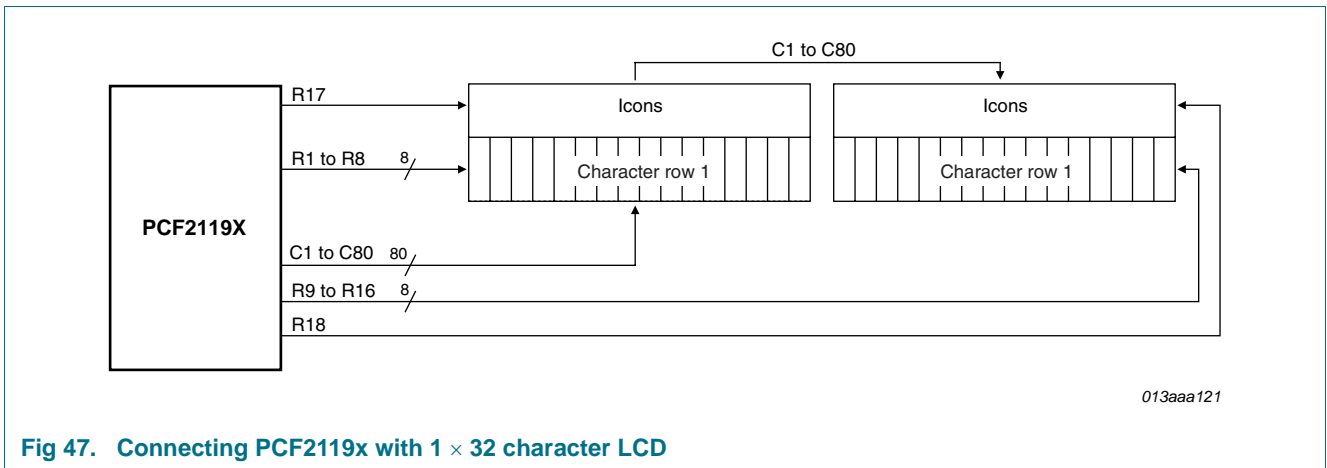 C1 to C80
R17
Icons
Icons
R1 to R8 8
Character row 1
Character row 1
PCF2119X
C1 to C80 80
R9 to R16 8
R18
013aaa121
Fig 47. Connecting PCF2119x with 1 × 32 character LCD